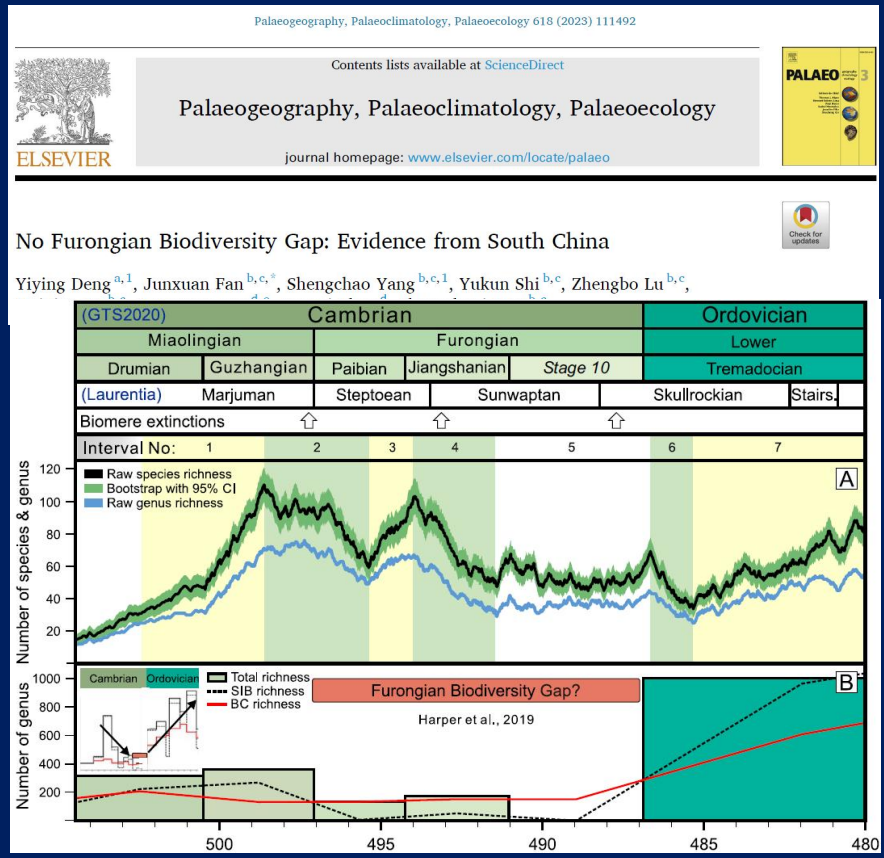 Palaeogeography, Palaeoclimatology, Palaeoecology 618 (2023) 111492
Contents lists available at ScienceDirect
Palaeogeography, Palaeoclimatology, Palaeoecology
journal homepage: www.elsevier.com/locate/palaeo
ELSEVIER
PALAEO 3
Check for
updates
No Furongian Biodiversity Gap: Evidence from South China
Yiying Deng a,1, Junxuan Fan b,c,*, Shengchao Yang b,c,1, Yukun Shi b,c, Zhengbo Lu b,c,
(GTS2020) Cambrian Ordovician
Miaolingian Furongian Lower
Drumian Guzhangian Paibian Jiangshanian Stage 10 Tremadocian
(Laurentia) Marjuman Steptoean Sunwaptan Skullrockian Stairs.
Biomere extinctions
Interval No: 1 2 3 4 5 6 7
A
Raw species richness
Bootstrap with 95% CI
Raw genus richness
Number of species & genus
120
100
80
60
40
20
B
Cambrian Ordovician
Total richness
SIB richness
BC richness
Furongian Biodiversity Gap?
Harper et al., 2019
Number of genus
1000
800
600
400
200
500 495 490 485 480